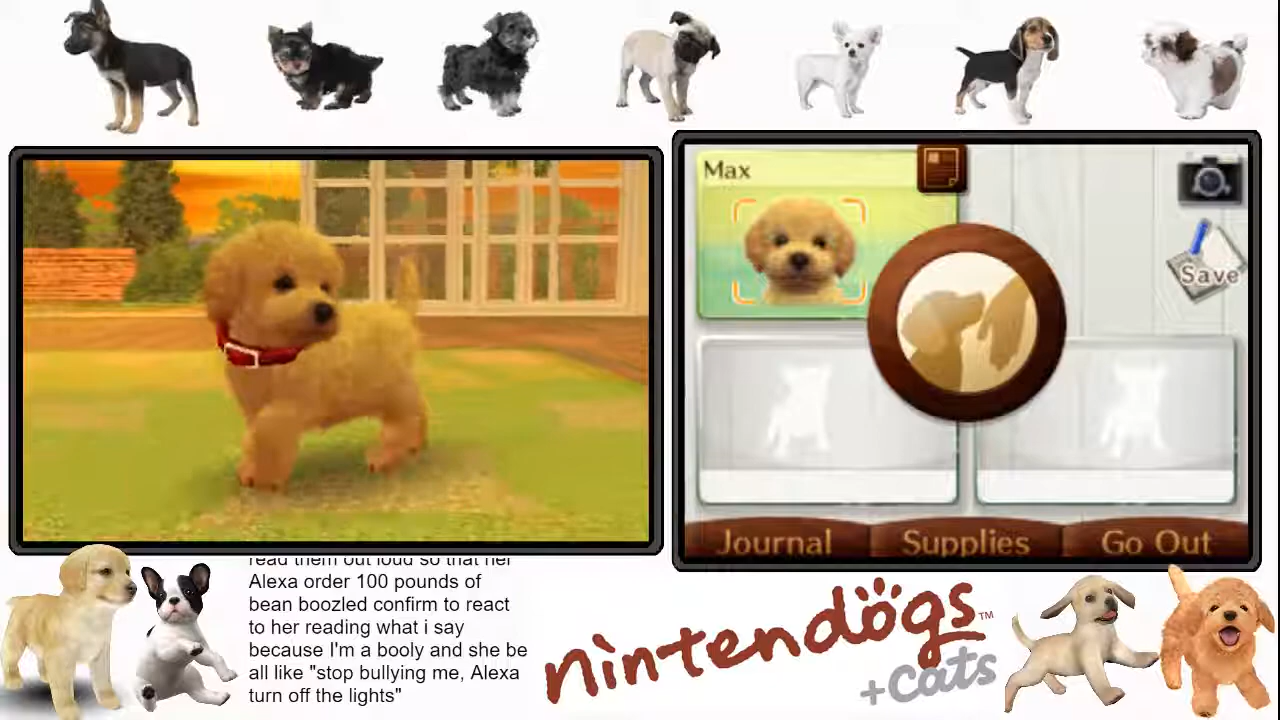 Max
Save
Journal
Supplies
Go Out
read them out loud so that her
Alexa order 100 pounds of
bean boozled confirm to react
to her reading what i say
because I'm a booly and she be
all like "stop bullying me, Alexa
turn off the lights"
nintendögs™
+cats